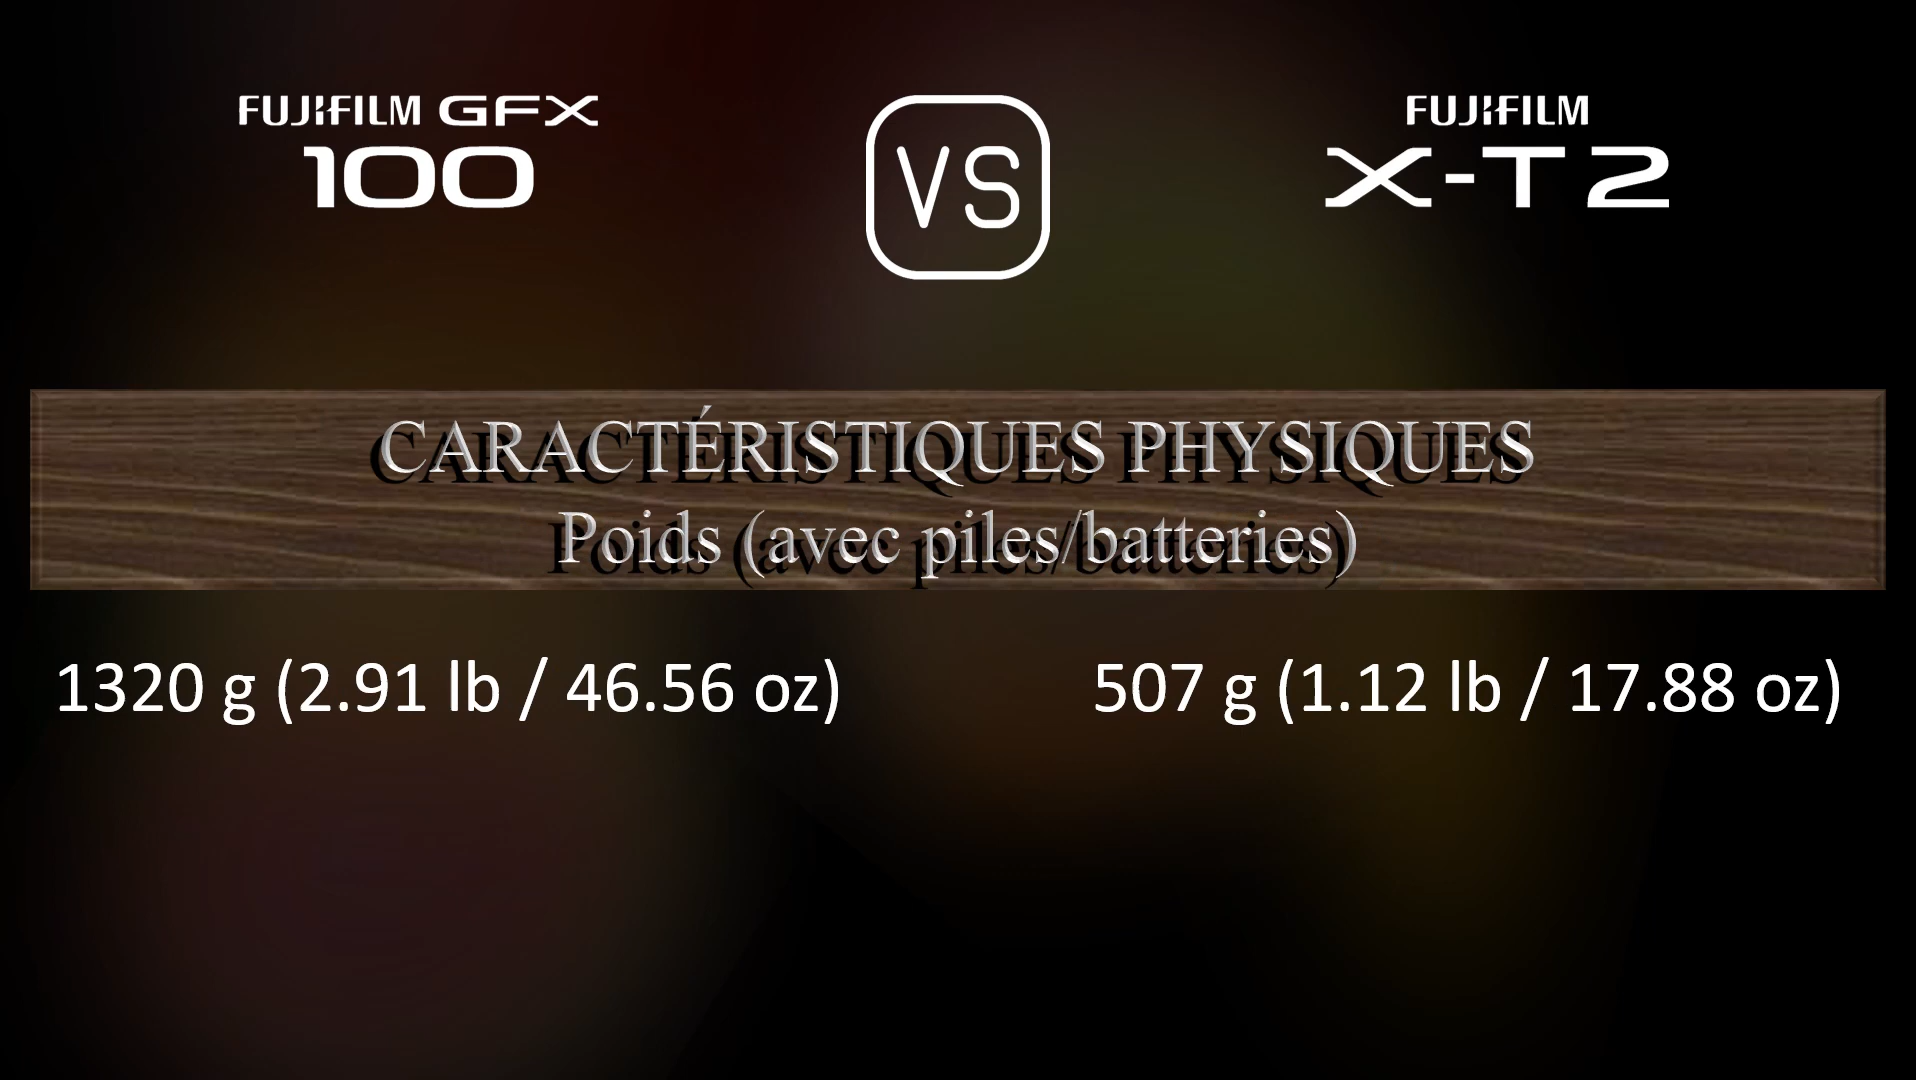 FUJIFILM GFX
100
VS
FUJIFILM
X-T2
CARACTÉRISTIQUES PHYSIQUES
Poids (avec piles/batteries)
1320 g (2.91 lb / 46.56 oz)
507 g (1.12 lb / 17.88 oz)